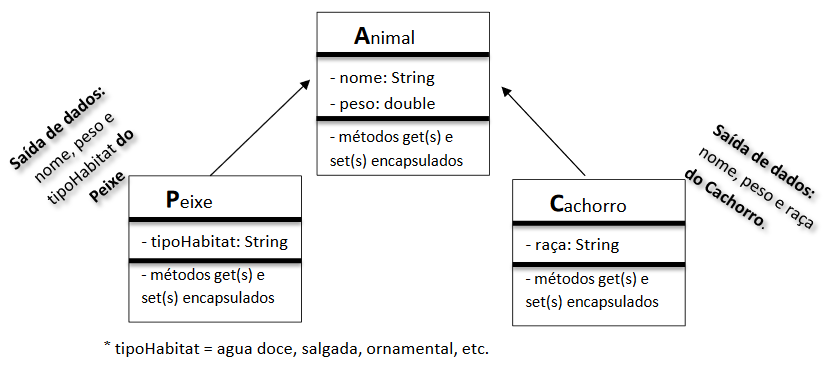 Animal
- nome: String
- peso: double
- métodos get(s) e
set(s) encapsulados
Saída de dados:
nome, peso e
tipoHabitat do
Peixe
Saída de dados:
nome, peso e raça
do Cachorro.
Peixe
- tipoHabitat: String
- métodos get(s) e
set(s) encapsulados
Cachorro
- raça: String
- métodos get(s) e
set(s) encapsulados
* tipoHabitat = agua doce, salgada, ornamental, etc.